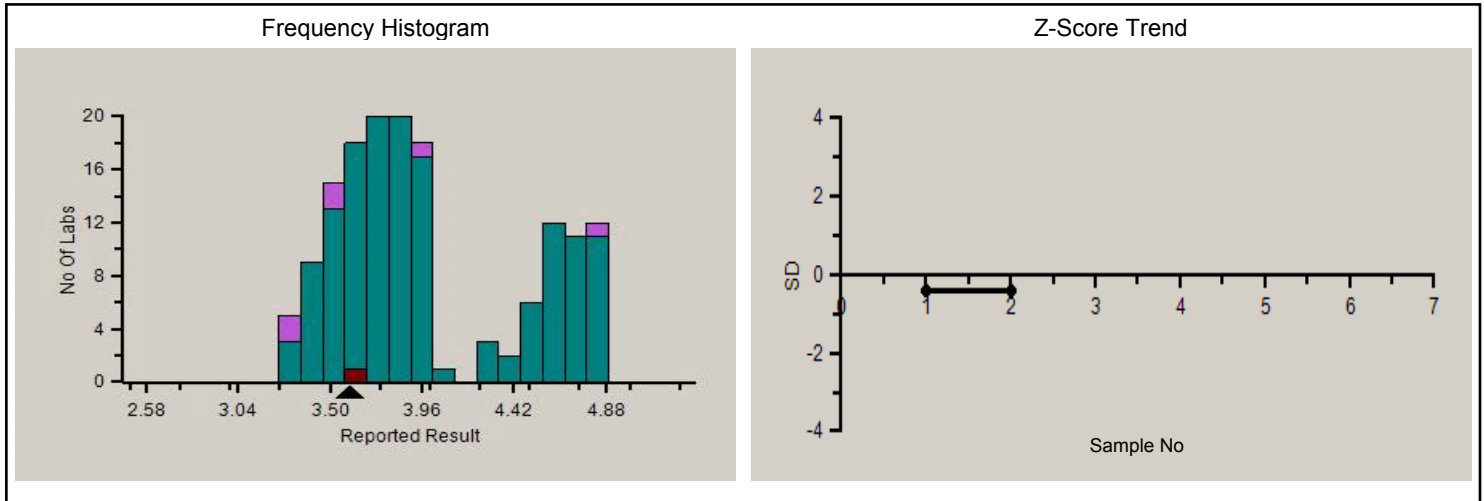 Frequency Histogram
20
16
12
8
4
0
No Of Labs
2.58 3.04 3.50 3.96 4.42 4.88
Reported Result
Z-Score Trend
4
2
0
-2
-4
SD
0 1 2 3 4 5 6 7
Sample No